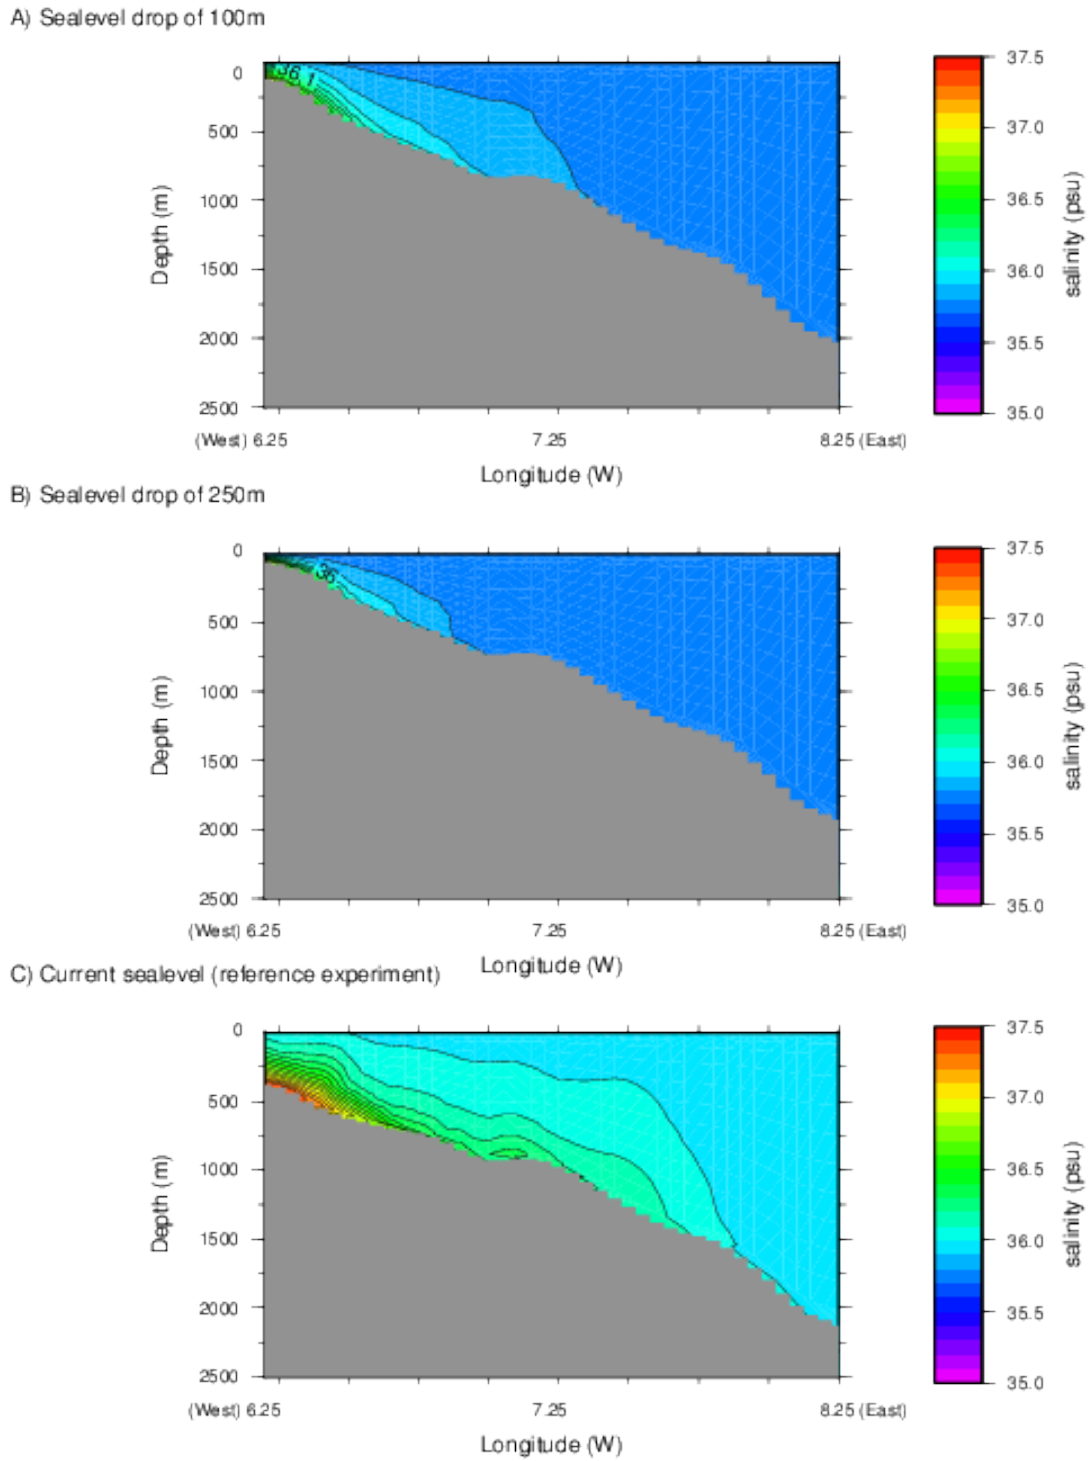 A) Sealevel drop of 100m
36.1
0
500
1000
1500
2000
2500
Depth (m)
(West) 6.25 7.25 8.25 (East)
Longitude (W)
37.5
37.0
36.5
36.0
35.5
35.0
salinity (psu)
B) Sealevel drop of 250m
36
0
500
1000
1500
2000
2500
Depth (m)
(West) 6.25 7.25 8.25 (East)
Longitude (W)
37.5
37.0
36.5
36.0
35.5
35.0
salinity (psu)
C) Current sealevel (reference experiment)
0
500
1000
1500
2000
2500
Depth (m)
(West) 6.25 7.25 8.25 (East)
Longitude (W)
37.5
37.0
36.5
36.0
35.5
35.0
salinity (psu)